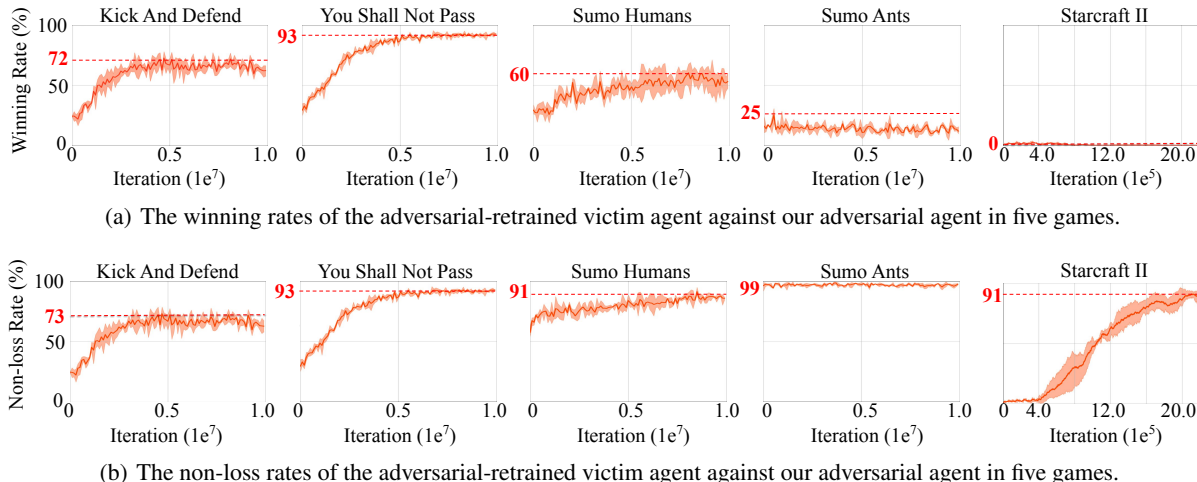 Kick And Defend You Shall Not Pass Sumo Humans Sumo Ants Starcraft II
Winning Rate (%)
100
50
0
72
93
60
25
0
0 0.5 1.0 0 0.5 1.0 0 0.5 1.0 0 0.5 1.0 0 4.0 12.0 20.0
Iteration (1e⁷) Iteration (1e⁷) Iteration (1e⁷) Iteration (1e⁷) Iteration (1e⁵)
(a) The winning rates of the adversarial-retrained victim agent against our adversarial agent in five games.
Kick And Defend You Shall Not Pass Sumo Humans Sumo Ants Starcraft II
Non-loss Rate (%)
100
50
0
73
93
91
99
91
0 0.5 1.0 0 0.5 1.0 0 0.5 1.0 0 0.5 1.0 0 4.0 12.0 20.0
Iteration (1e⁷) Iteration (1e⁷) Iteration (1e⁷) Iteration (1e⁷) Iteration (1e⁵)
(b) The non-loss rates of the adversarial-retrained victim agent against our adversarial agent in five games.